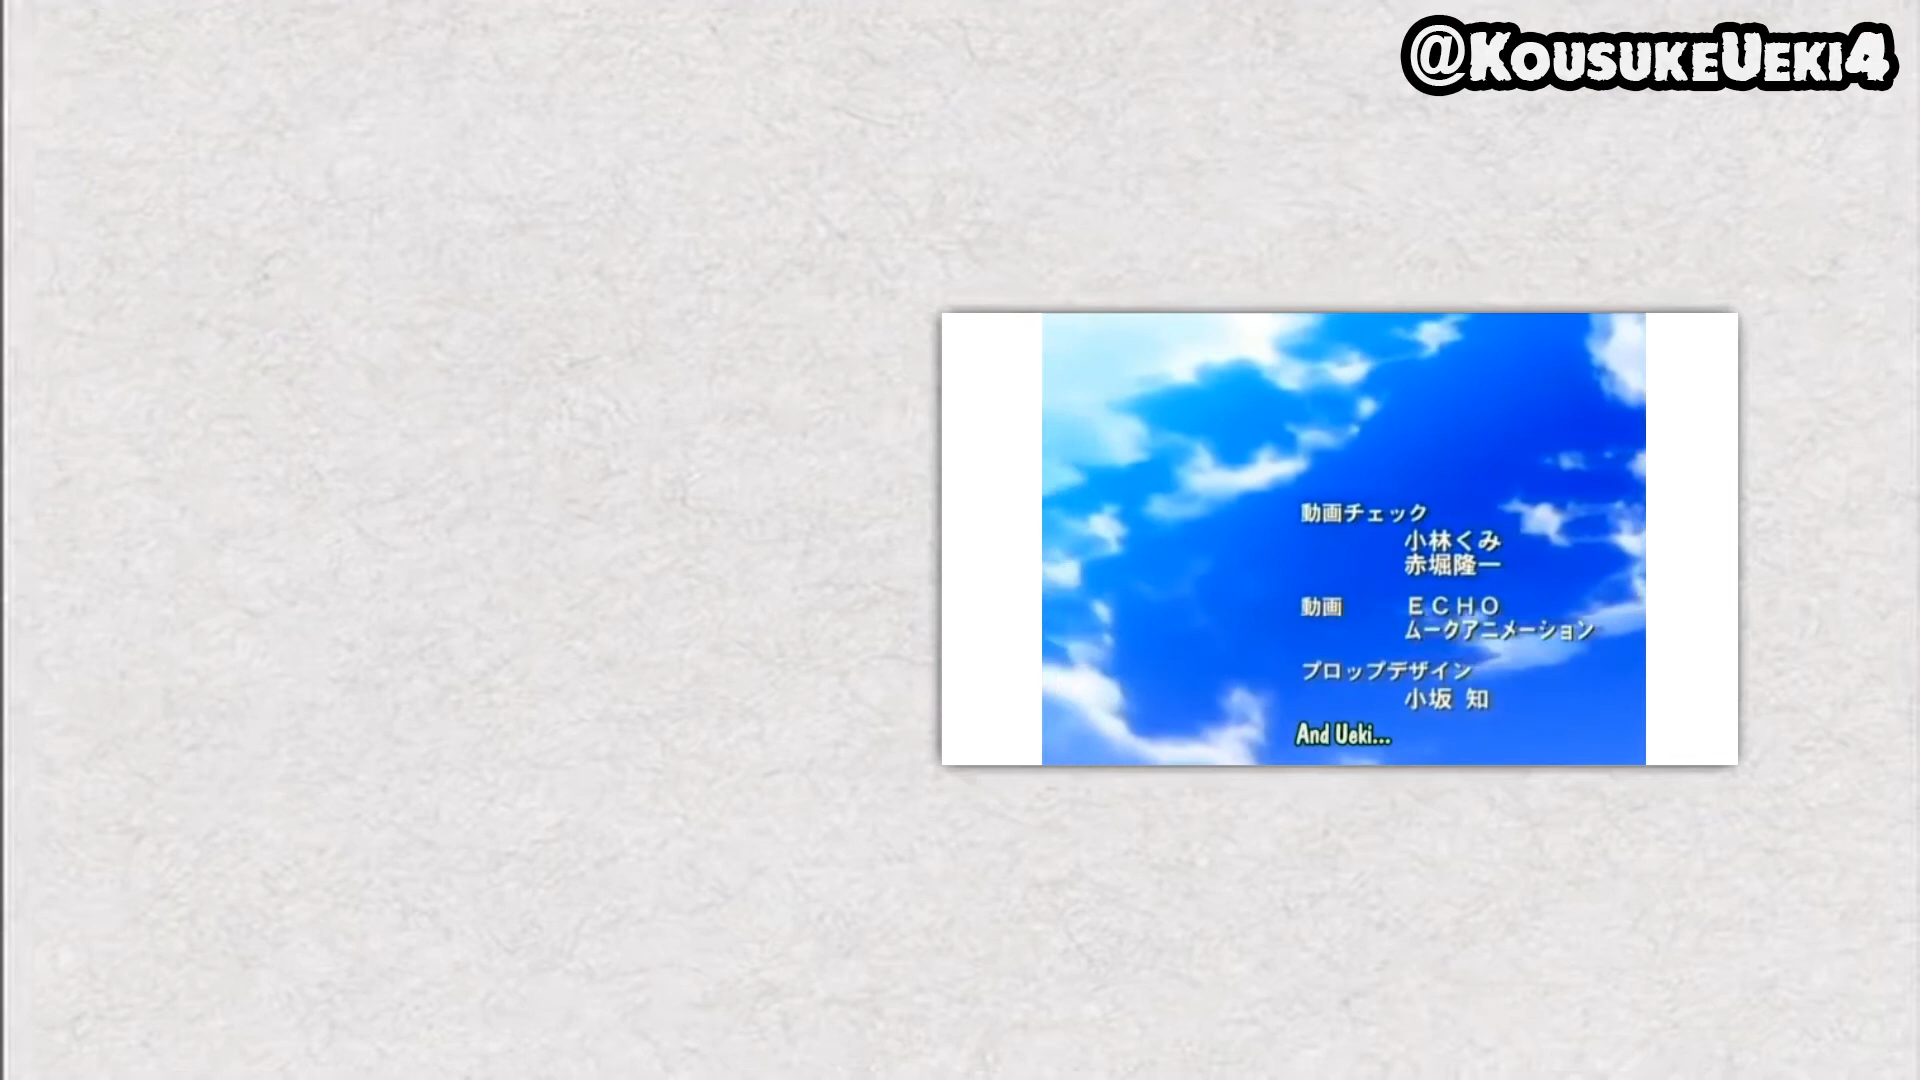 @KousukeUeki4
動画チェック
小林くみ
赤堀隆一
動画 ECHO
ムークアニメーション
プロップデザイン
小坂 知
And Ueki...